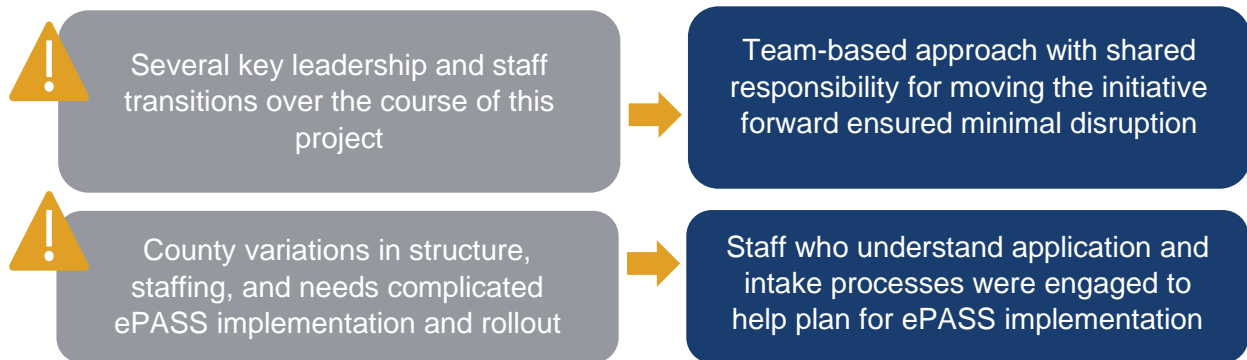 Several key leadership and staff
transitions over the course of this
project
Team-based approach with shared
responsibility for moving the initiative
forward ensured minimal disruption
County variations in structure,
staffing, and needs complicated
ePASS implementation and rollout
Staff who understand application and
intake processes were engaged to
help plan for ePASS implementation